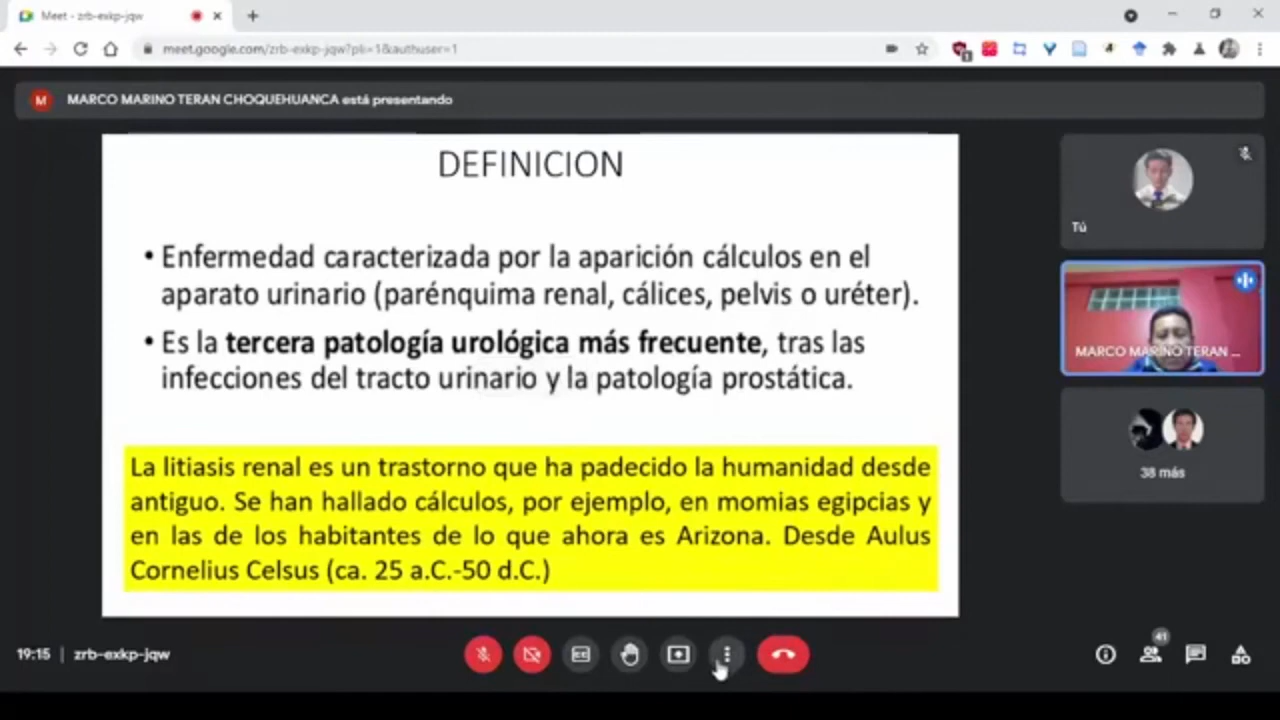 Meet - zrb-exkp-jqw
meet.google.com/zrb-exkp-jqw?pli=1&authuser=1
M MARCO MARINO TERAN CHOQUEHUANCA está presentando
DEFINICION
• Enfermedad caracterizada por la aparición cálculos en el
aparato urinario (parénquima renal, cálices, pelvis o uréter).
• Es la tercera patología urológica más frecuente, tras las
infecciones del tracto urinario y la patología prostática.
La litiasis renal es un trastorno que ha padecido la humanidad desde
antiguo. Se han hallado cálculos, por ejemplo, en momias egipcias y
en las de los habitantes de lo que ahora es Arizona. Desde Aulus
Cornelius Celsus (ca. 25 a.C.-50 d.C.)
Tú
MARCO MARINO TERAN ...
38 más
19:15 | zrb-exkp-jqw
41